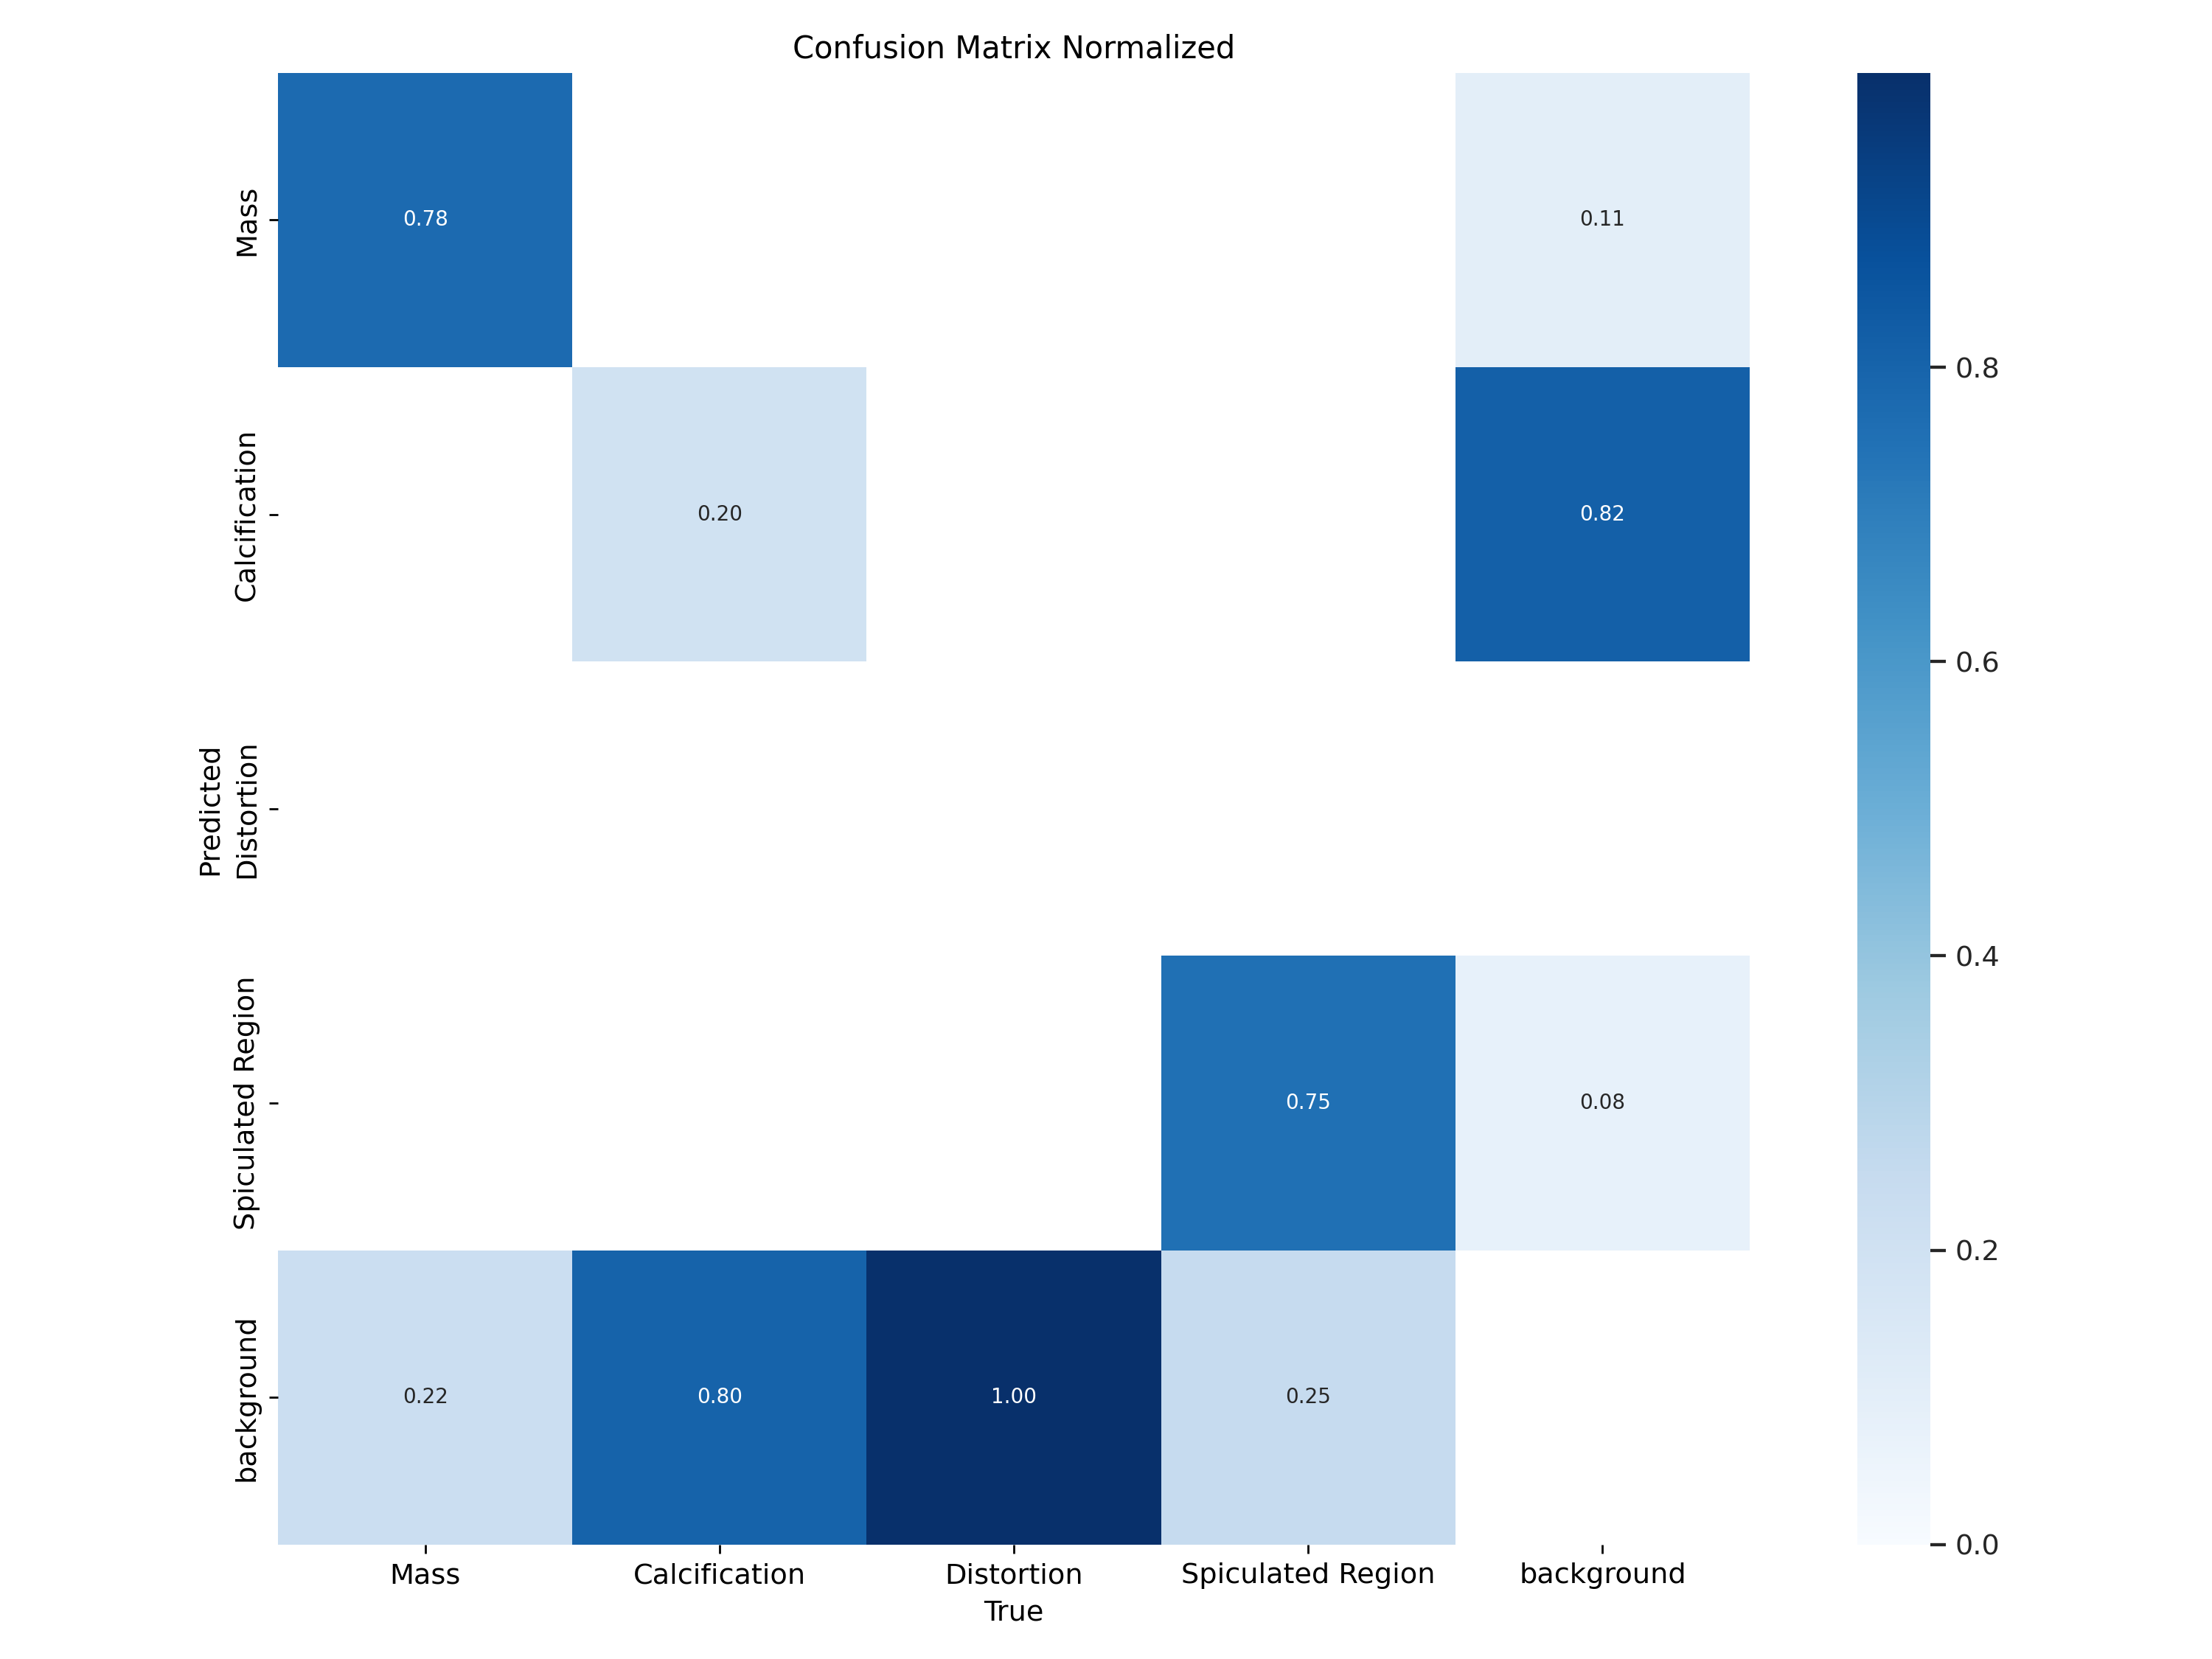 Confusion Matrix Normalized
Mass
0.78
0.11
0.8
Calcification
0.20
0.82
0.6
Predicted
Distortion
0.4
Spiculated Region
0.75
0.08
0.2
background
0.22
0.80
1.00
0.25
0.0
Mass
Calcification
Distortion
Spiculated Region
background
True